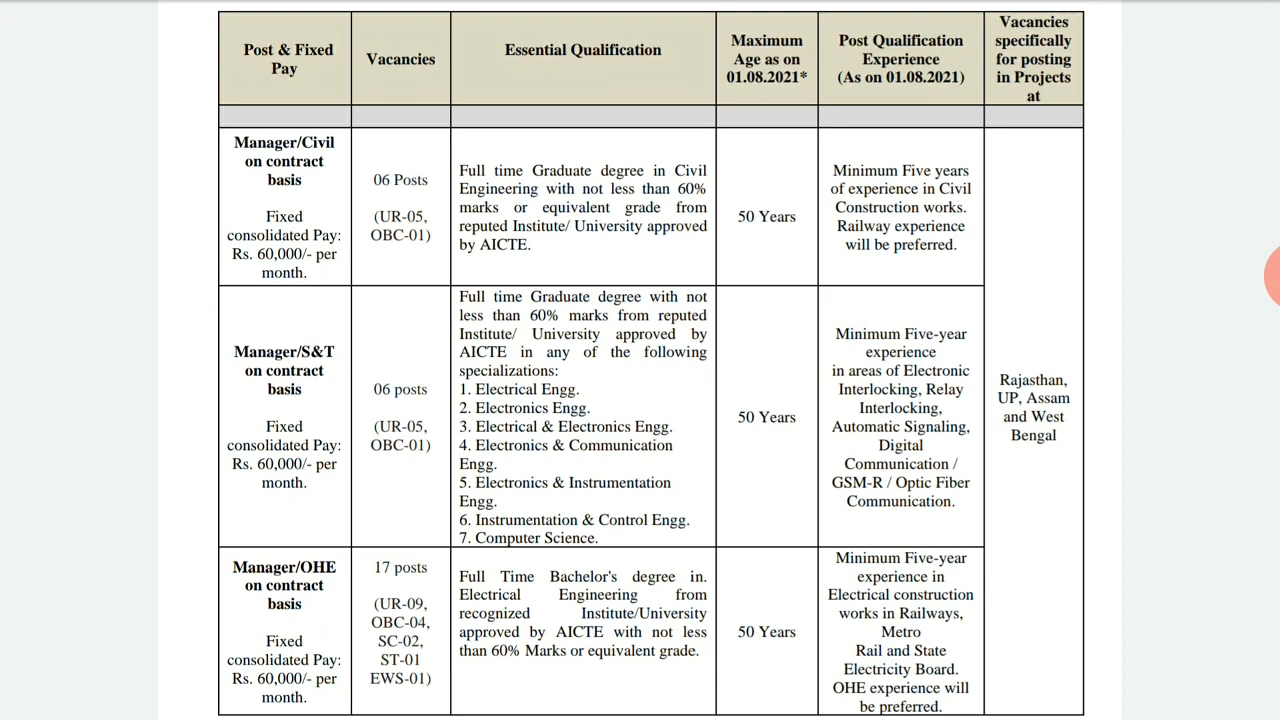 Post & Fixed
Pay
Vacancies
Essential Qualification
Maximum
Age as on
01.08.2021*
Post Qualification
Experience
(As on 01.08.2021)
Vacancies
specifically
for posting
in Projects
at
Manager/Civil
on contract
basis
Fixed
consolidated Pay:
Rs. 60,000/- per
month.
06 Posts
(UR-05,
OBC-01)
Full time Graduate degree in Civil
Engineering with not less than 60%
marks or equivalent grade from
reputed Institute/ University approved
by AICTE.
50 Years
Minimum Five years
of experience in Civil
Construction works.
Railway experience
will be preferred.
Manager/S&T
on contract
basis
Fixed
consolidated Pay:
Rs. 60,000/- per
month.
06 posts
(UR-05,
OBC-01)
Full time Graduate degree with not
less than 60% marks from reputed
Institute/ University approved by
AICTE in any of the following
specializations:
1. Electrical Engg.
2. Electronics Engg.
3. Electrical & Electronics Engg.
4. Electronics & Communication
Engg.
5. Electronics & Instrumentation
Engg.
6. Instrumentation & Control Engg.
7. Computer Science.
50 Years
Minimum Five-year
experience
in areas of Electronic
Interlocking, Relay
Interlocking,
Automatic Signaling,
Digital
Communication /
GSM-R / Optic Fiber
Communication.
Rajasthan,
UP, Assam
and West
Bengal
Manager/OHE
on contract
basis
Fixed
consolidated Pay:
Rs. 60,000/- per
month.
17 posts
(UR-09,
OBC-04,
SC-02,
ST-01
EWS-01)
Full Time Bachelor's degree in.
Electrical Engineering from
recognized Institute/University
approved by AICTE with not less
than 60% Marks or equivalent grade.
50 Years
Minimum Five-year
experience in
Electrical construction
works in Railways,
Metro
Rail and State
Electricity Board.
OHE experience will
be preferred.